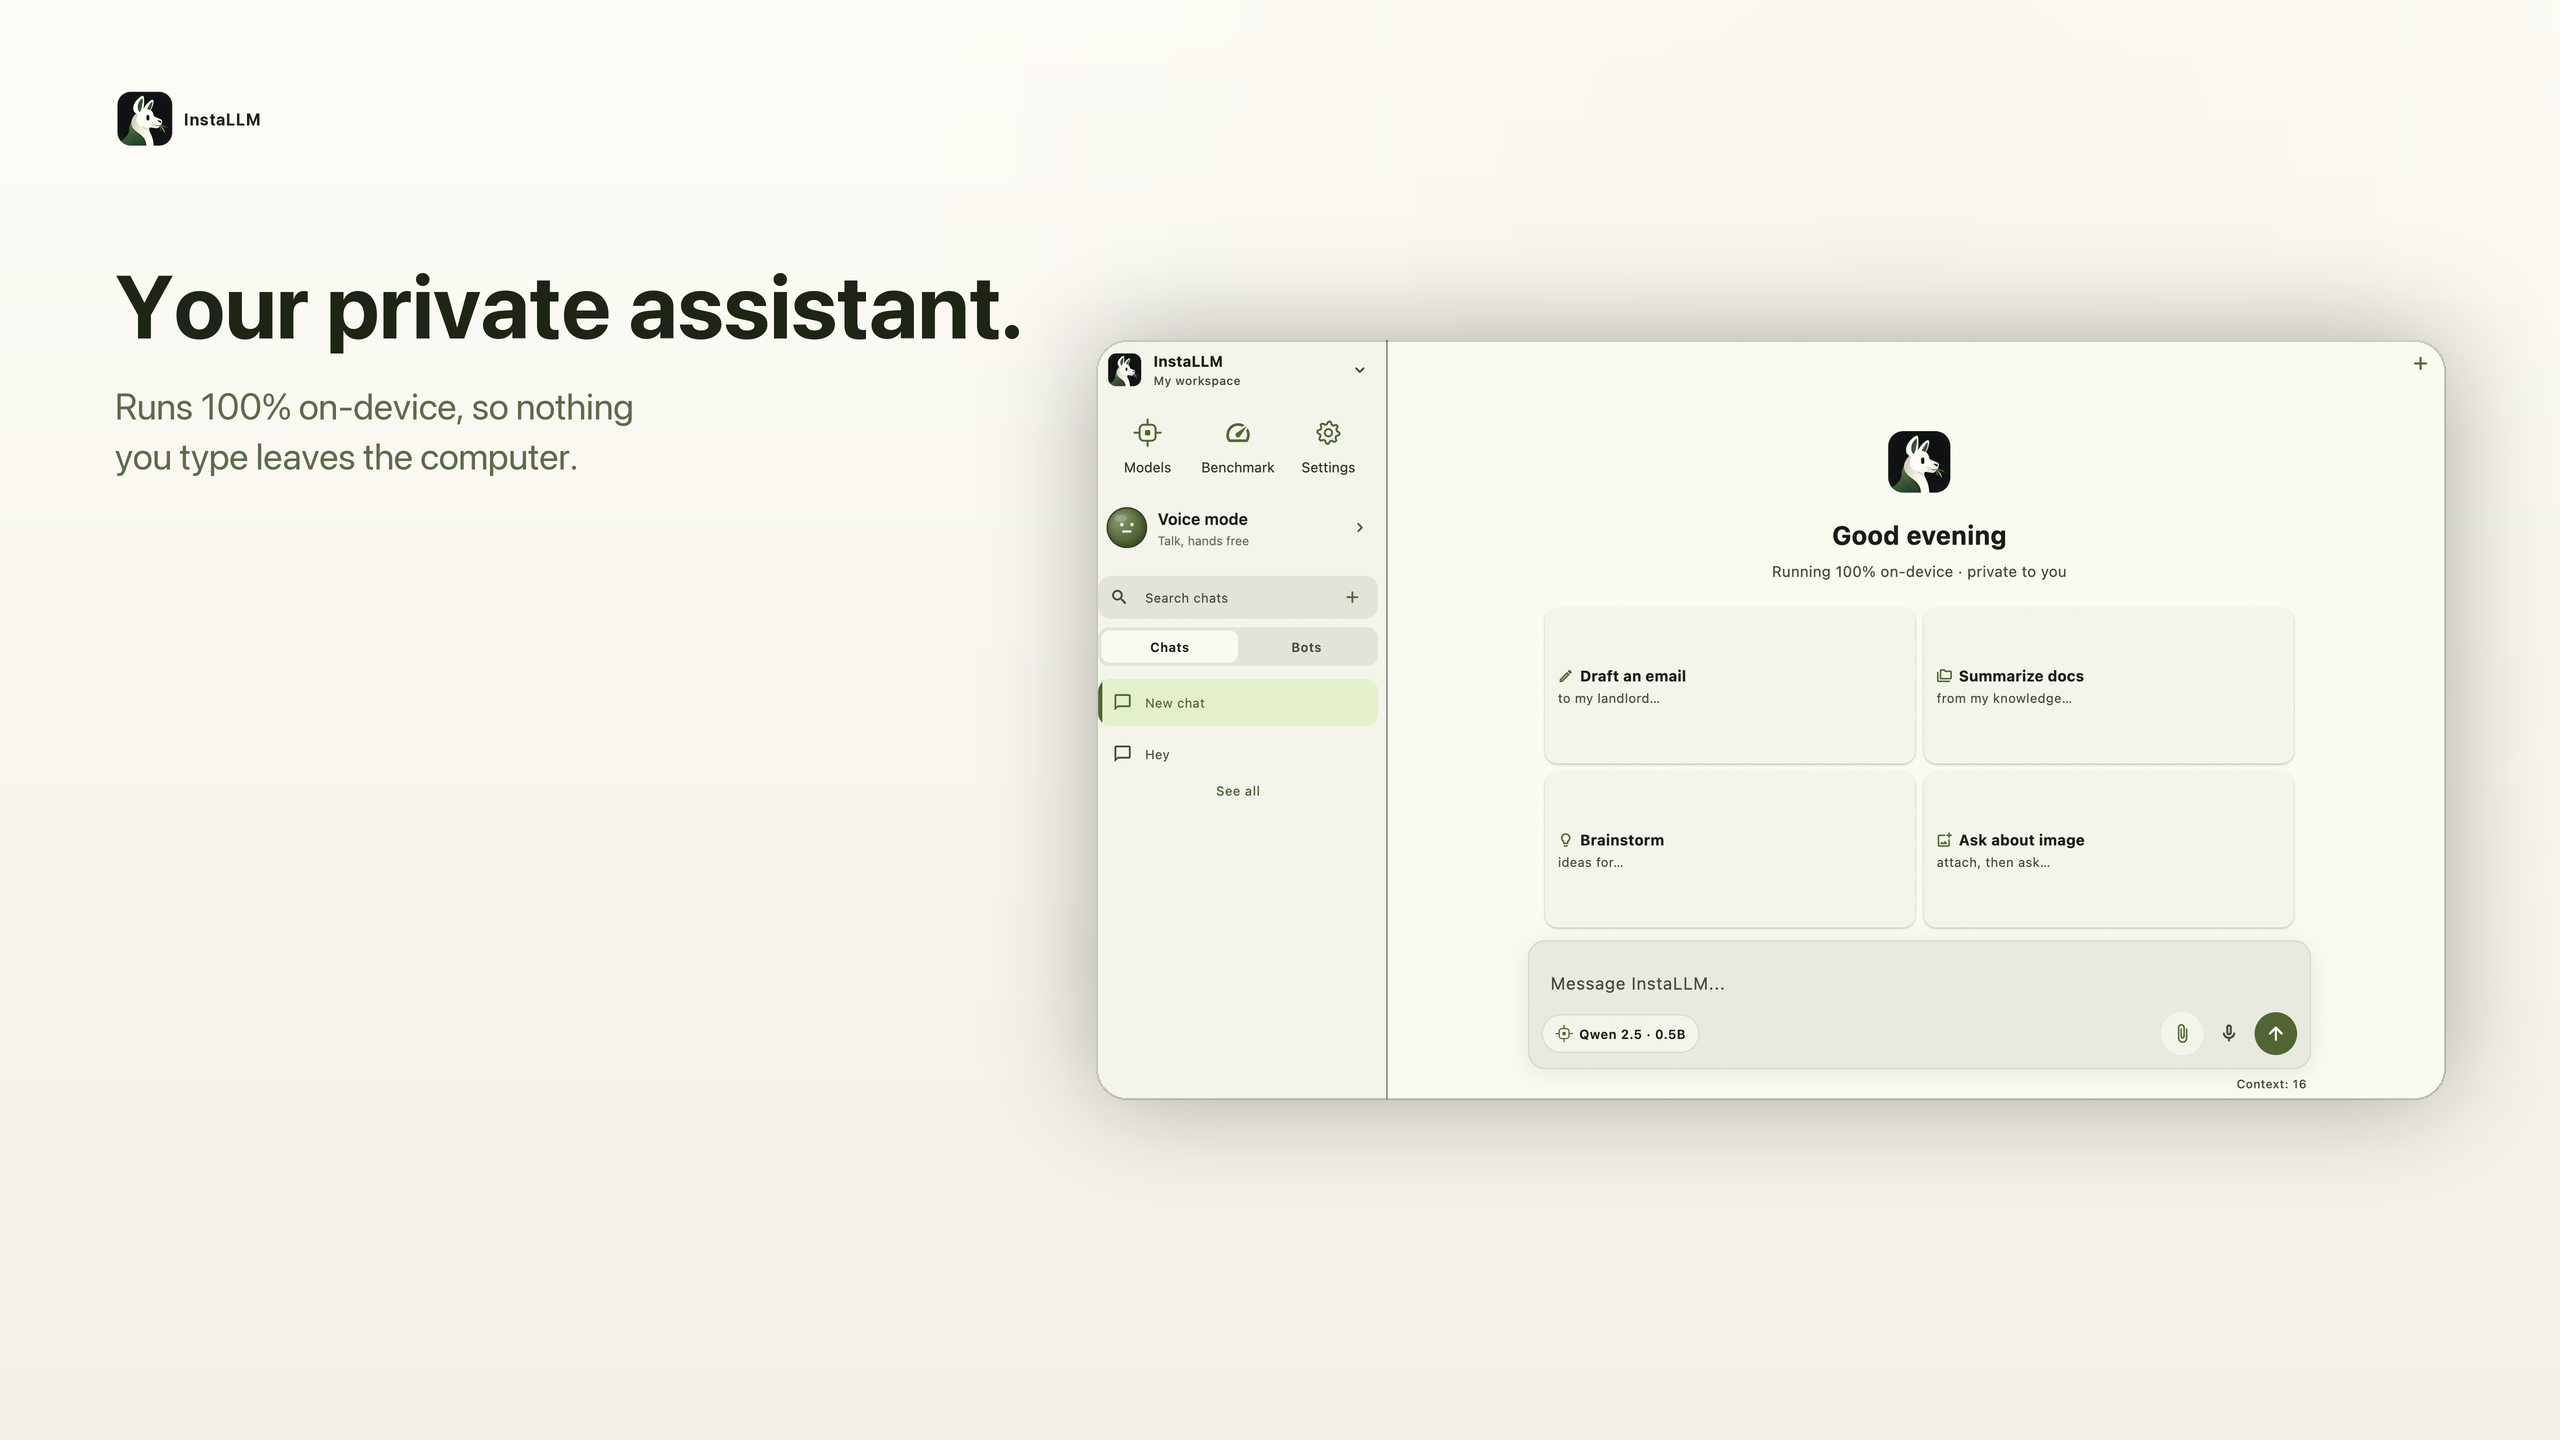 InstaLLM
Your private assistant.
Runs 100% on-device, so nothing
you type leaves the computer.
InstaLLM
My workspace
Models
Benchmark
Settings
Voice mode
Talk, hands free
Search chats
Chats
Bots
New chat
Hey
See all
Good evening
Running 100% on-device · private to you
Draft an email
to my landlord…
Summarize docs
from my knowledge…
Brainstorm
ideas for…
Ask about image
attach, then ask…
Message InstaLLM...
Qwen 2.5 · 0.5B
Context: 16